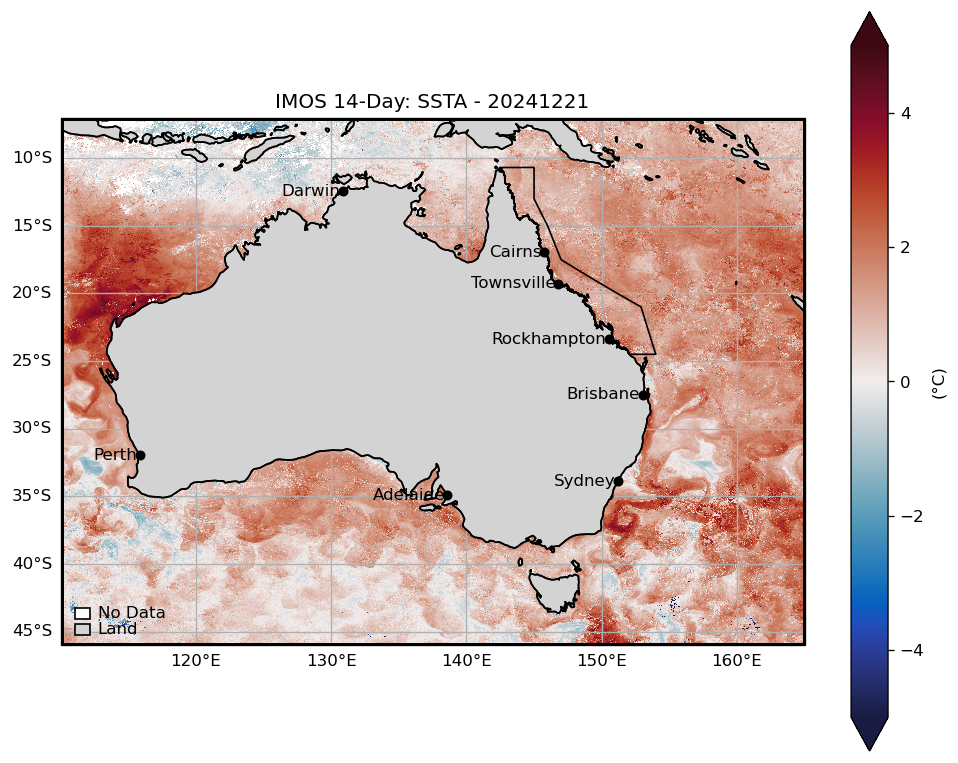 IMOS 14-Day: SSTA - 20241221
10°S
15°S
20°S
25°S
30°S
35°S
40°S
45°S
Darwin
Cairns
Townsville
Rockhampton
Brisbane
Perth
Sydney
Adelaide
No Data
Land
120°E
130°E
140°E
150°E
160°E
4
2
0
−2
−4
(°C)